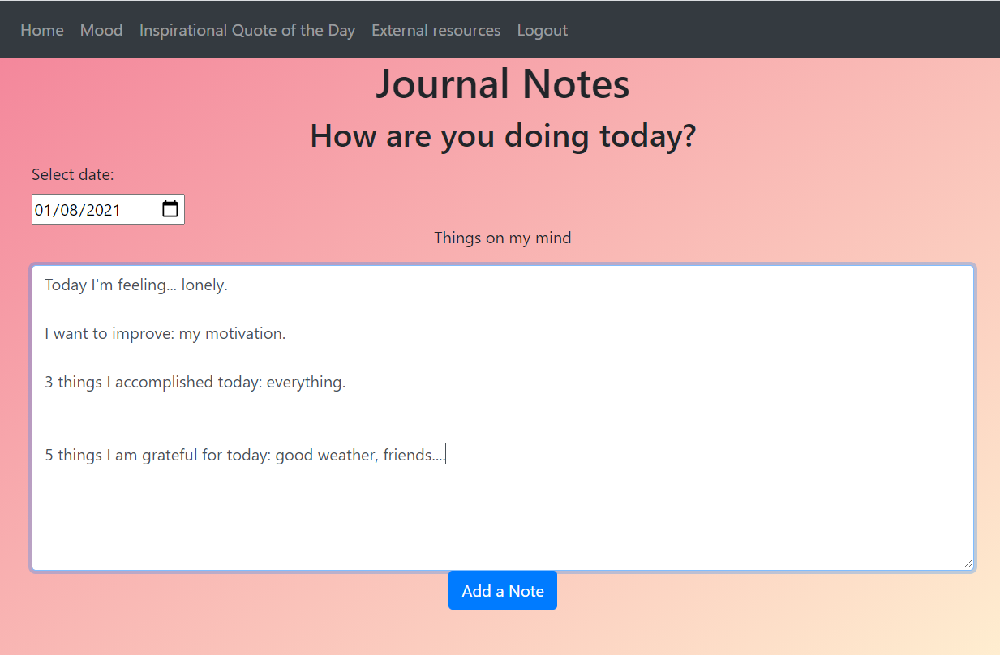 Home Mood Inspirational Quote of the Day External resources Logout
Journal Notes
How are you doing today?
Select date:
01/08/2021
Things on my mind
Today I'm feeling... lonely.
I want to improve: my motivation.
3 things I accomplished today: everything.
5 things I am grateful for today: good weather, friends....
Add a Note